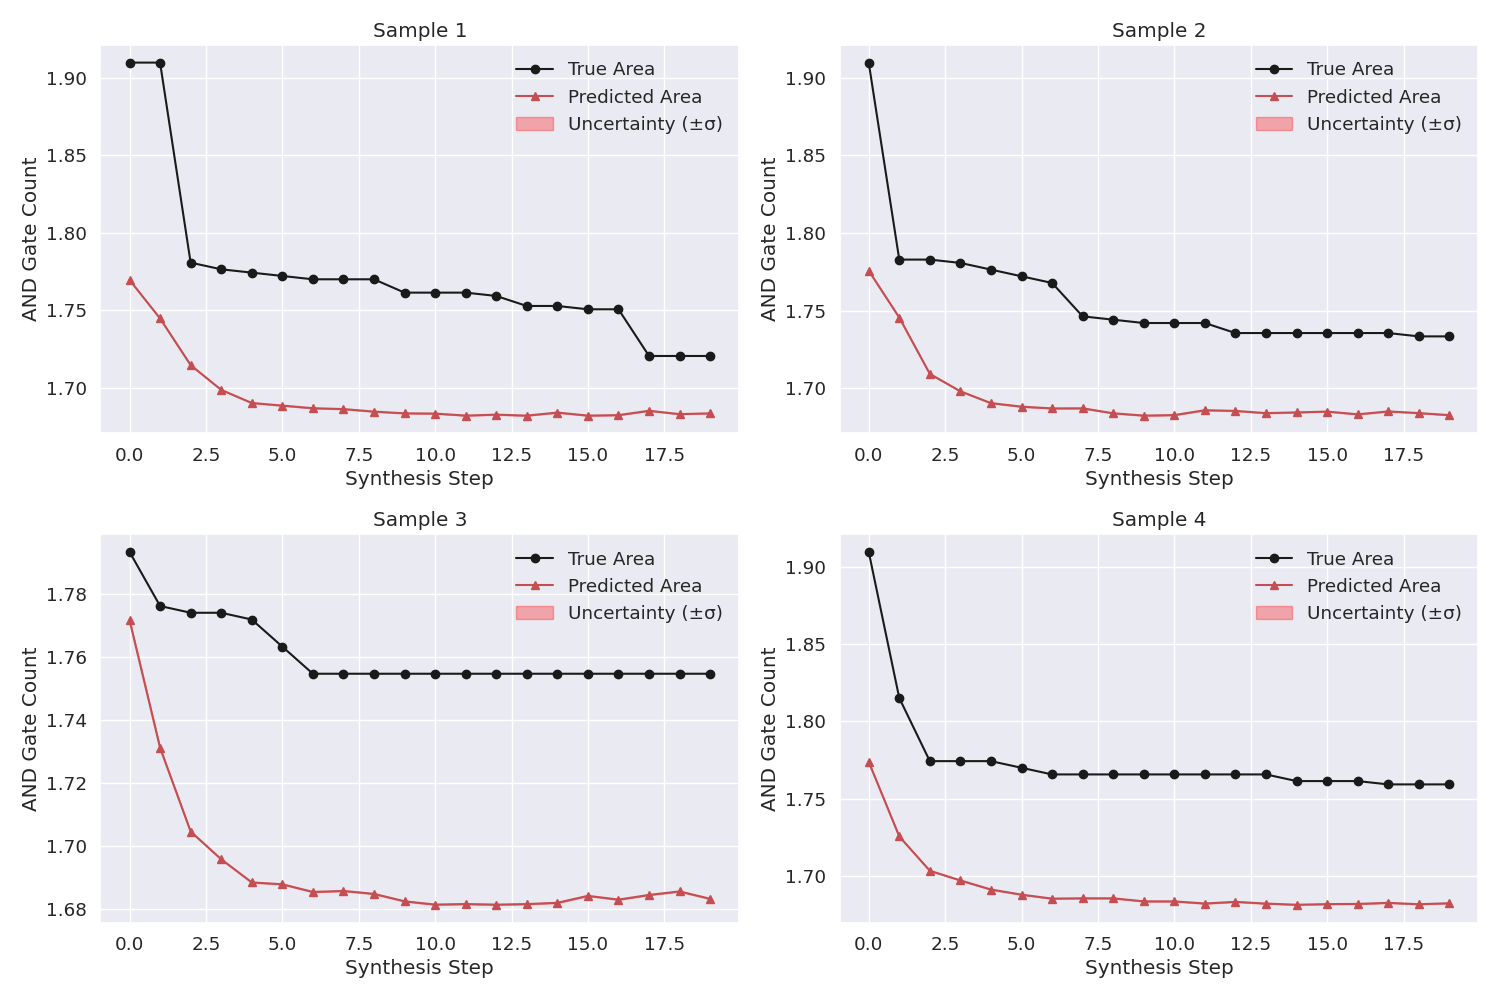 Sample 1
AND Gate Count
1.90
1.85
1.80
1.75
1.70
True Area
Predicted Area
Uncertainty (±σ)
0.0 2.5 5.0 7.5 10.0 12.5 15.0 17.5
Synthesis Step
Sample 2
AND Gate Count
1.90
1.85
1.80
1.75
1.70
True Area
Predicted Area
Uncertainty (±σ)
0.0 2.5 5.0 7.5 10.0 12.5 15.0 17.5
Synthesis Step
Sample 3
AND Gate Count
1.78
1.76
1.74
1.72
1.70
1.68
True Area
Predicted Area
Uncertainty (±σ)
0.0 2.5 5.0 7.5 10.0 12.5 15.0 17.5
Synthesis Step
Sample 4
AND Gate Count
1.90
1.85
1.80
1.75
1.70
True Area
Predicted Area
Uncertainty (±σ)
0.0 2.5 5.0 7.5 10.0 12.5 15.0 17.5
Synthesis Step